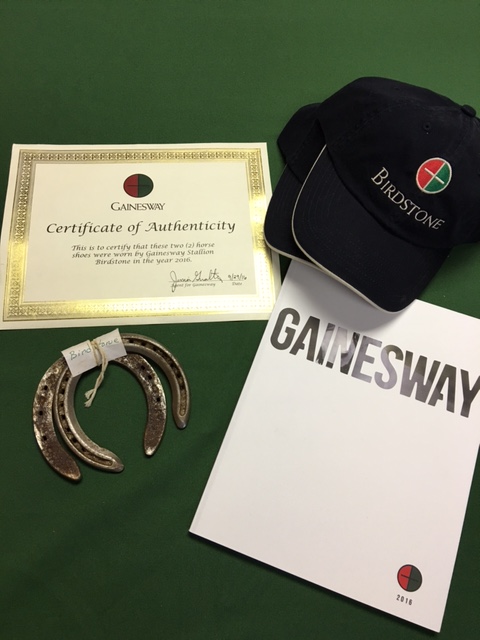 GAINESWAY
Certificate of Authenticity
This is to certify that these two (2) horse
shoes were worn by Gainesway Stallion
Birdstone in the year 2016.
for Gainesway
Date
BIRDSTONE
Birdstone
GAINESWAY
2016